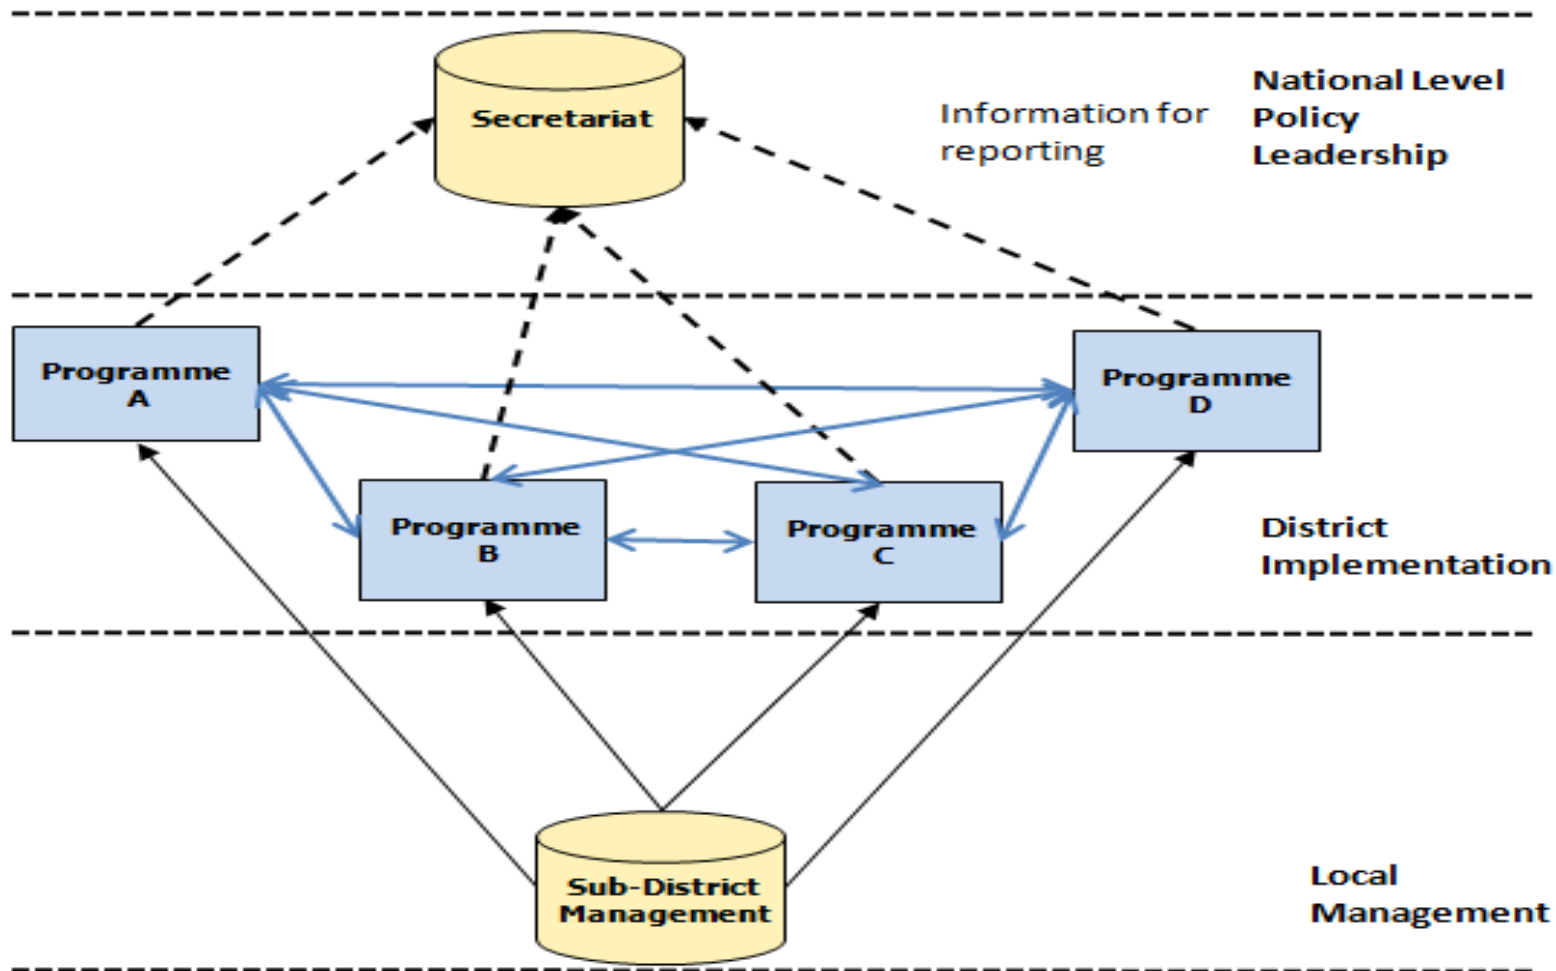 Secretariat
Information for
reporting
National Level
Policy
Leadership
Programme
A
Programme
D
Programme
B
Programme
C
District
Implementation
Sub-District
Management
Local
Management